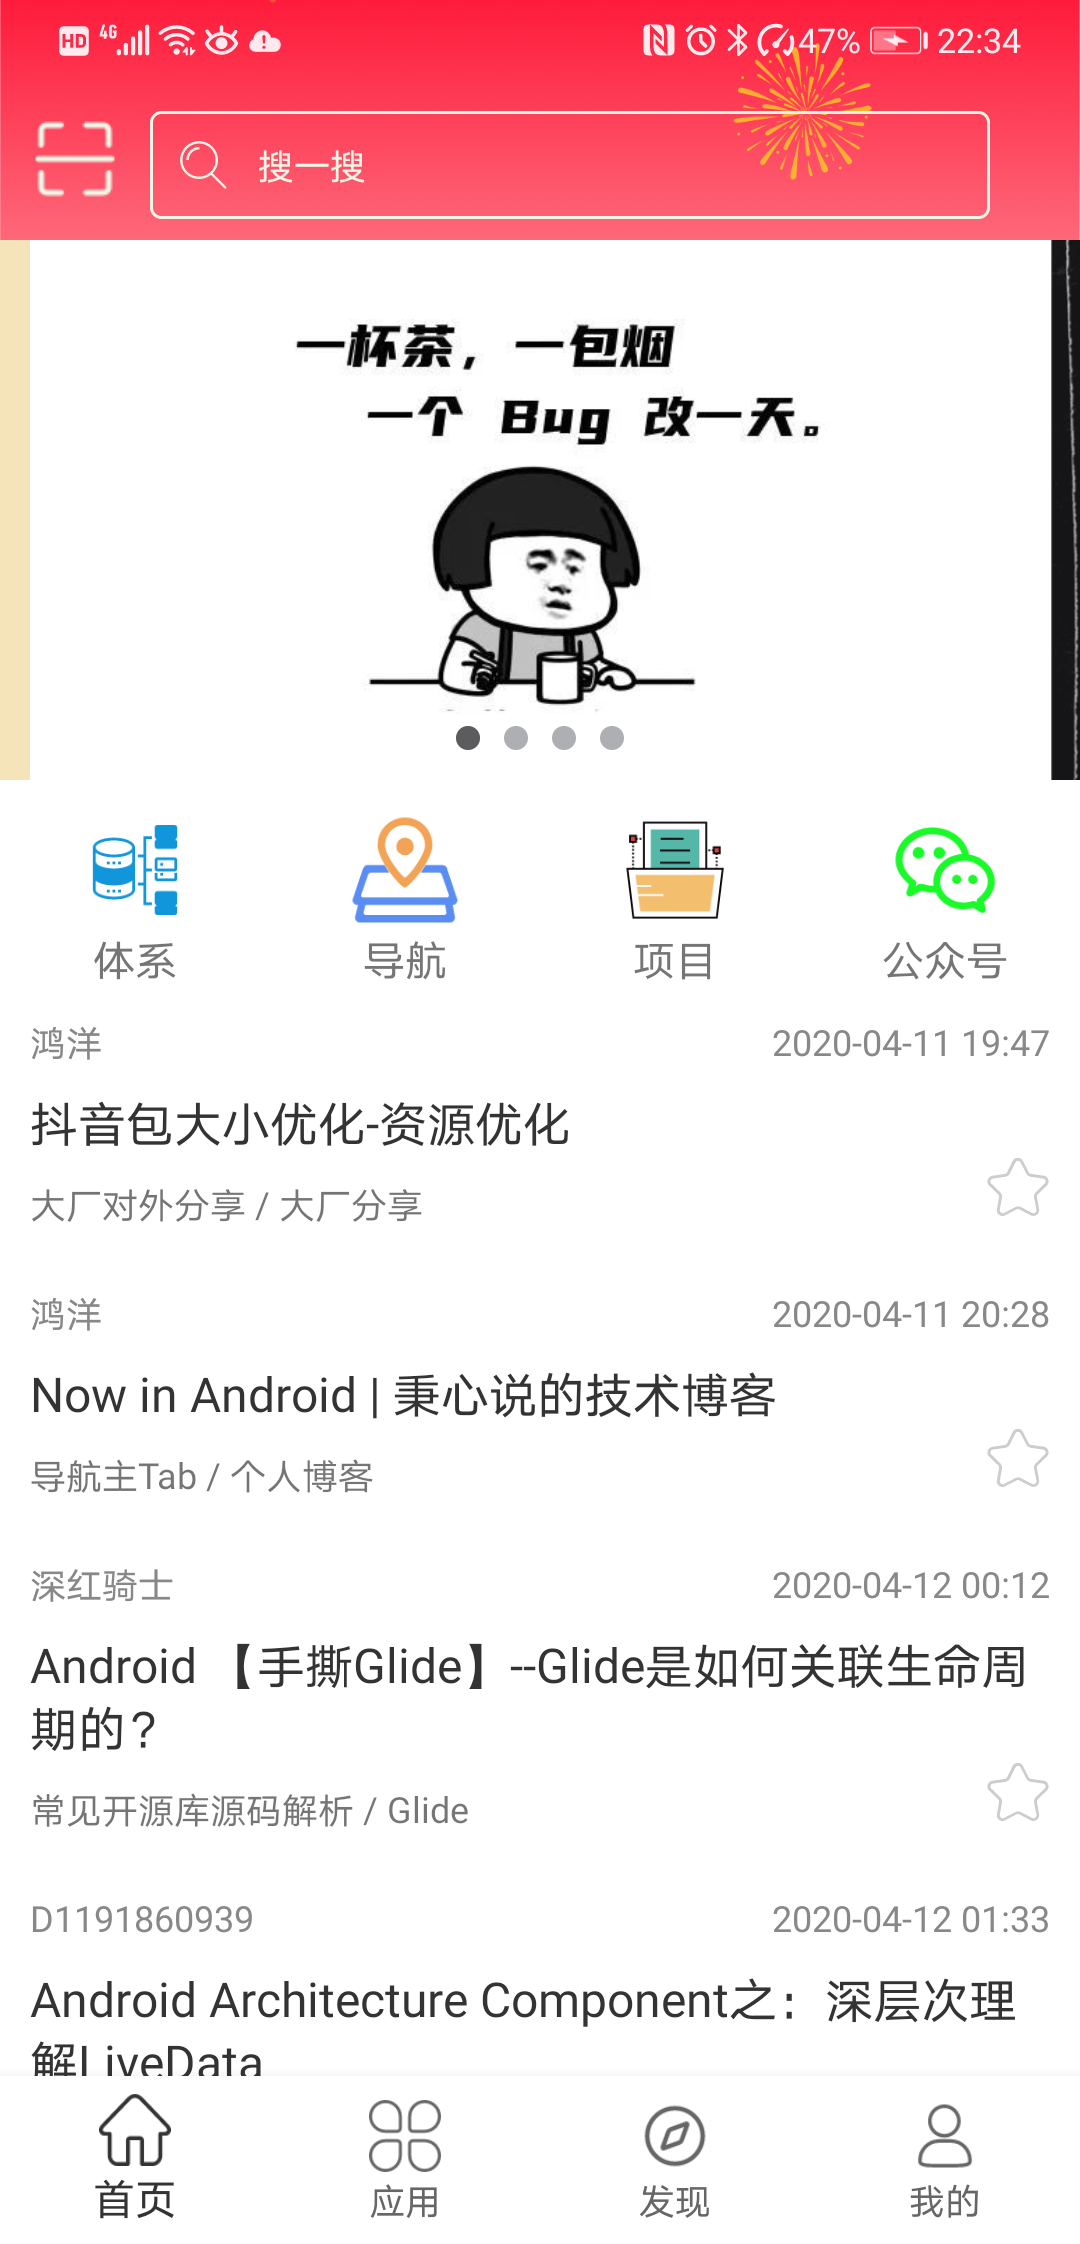 HD 4G 47% 22:34
搜一搜
一杯茶，一包烟
一个 Bug 改一天。
体系 导航 项目 公众号
鸿洋 2020-04-11 19:47
抖音包大小优化-资源优化
大厂对外分享 / 大厂分享
鸿洋 2020-04-11 20:28
Now in Android | 秉心说的技术博客
导航主Tab / 个人博客
深红骑士 2020-04-12 00:12
Android 【手撕Glide】--Glide是如何关联生命周
期的？
常见开源库源码解析 / Glide
D1191860939 2020-04-12 01:33
Android Architecture Component之：深层次理
解LiveData
首页 应用 发现 我的